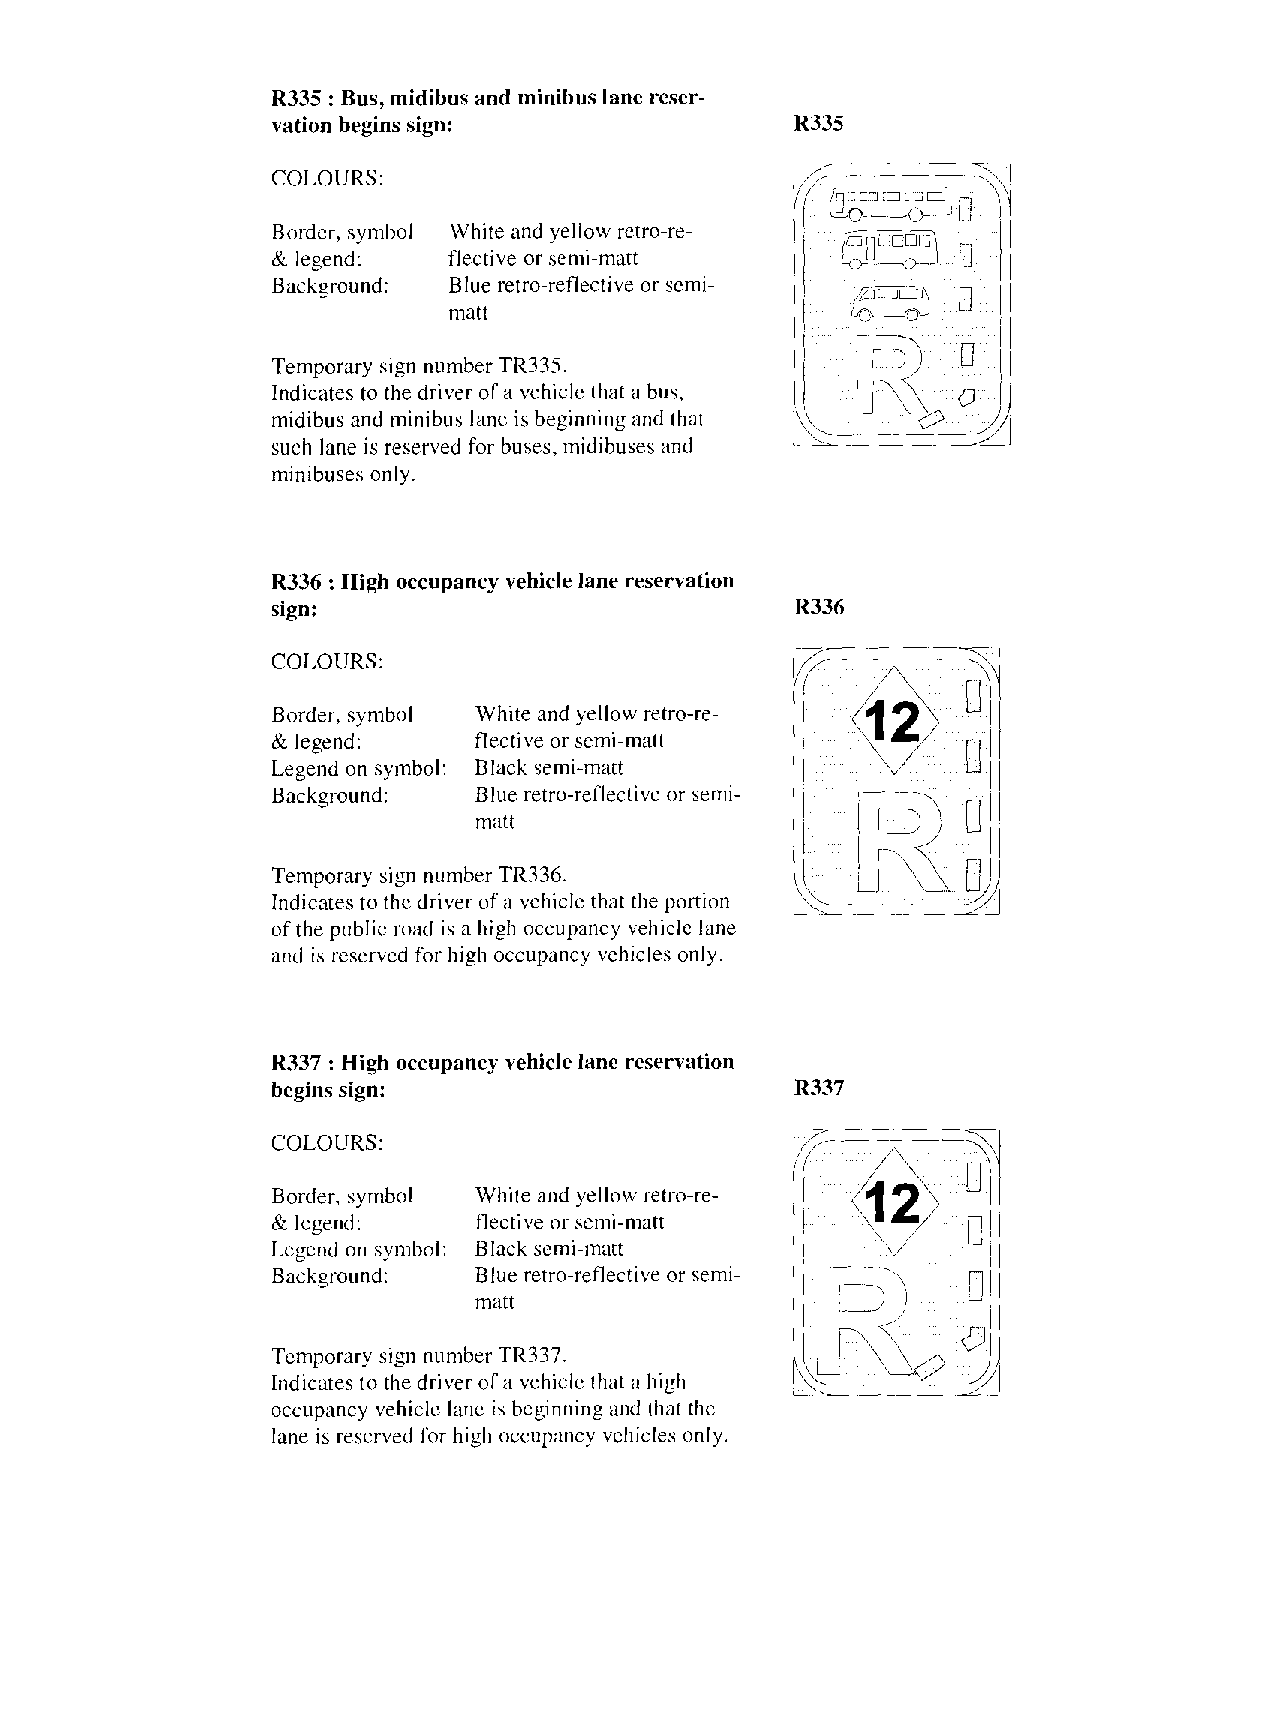 R335 : Bus, midibus and minibus lane reser-
vation begins sign:
R335
COLOURS:
Border, symbol White and yellow retro-re-
& legend: flective or semi-matt
Background: Blue retro-reflective or semi-
matt
R
Temporary sign number TR335.
Indicates to the driver of a vehicle that a bus,
midibus and minibus lane is beginning and that
such lane is reserved for buses, midibuses and
minibuses only.
R336 : High occupancy vehicle lane reservation
sign:
R336
COLOURS:
12
Border, symbol White and yellow retro-re-
& legend: flective or semi-matt
Legend on symbol: Black semi-matt
Background: Blue retro-reflective or semi-
matt
R
Temporary sign number TR336.
Indicates to the driver of a vehicle that the portion
of the public road is a high occupancy vehicle lane
and is reserved for high occupancy vehicles only.
R337 : High occupancy vehicle lane reservation
begins sign:
R337
COLOURS:
12
Border, symbol White and yellow retro-re-
& legend: flective or semi-matt
Legend on symbol: Black semi-matt
Background: Blue retro-reflective or semi-
matt
R
Temporary sign number TR337.
Indicates to the driver of a vehicle that a high
occupancy vehicle lane is beginning and that the
lane is reserved for high occupancy vehicles only.